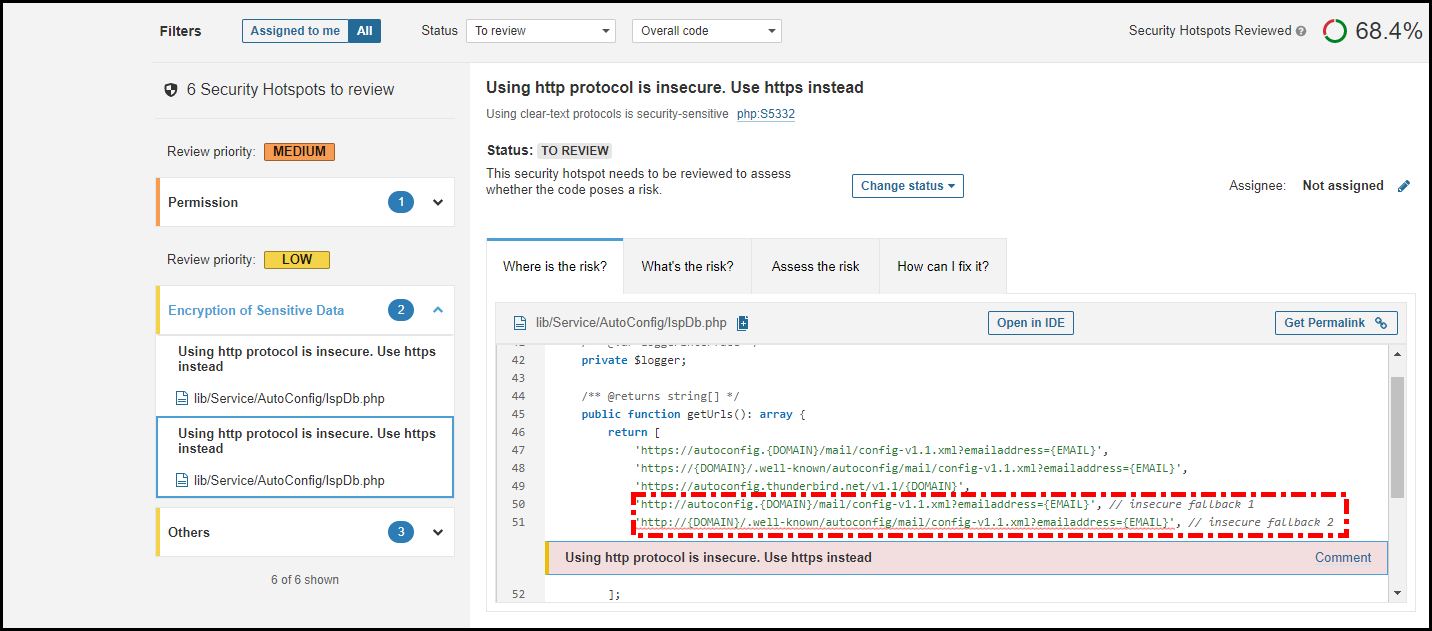 Filters Assigned to me All Status To review Overall code Security Hotspots Reviewed ? 68.4%
6 Security Hotspots to review
Review priority: MEDIUM
Permission 1
Review priority: LOW
Encryption of Sensitive Data 2
Using http protocol is insecure. Use https
instead
lib/Service/AutoConfig/IspDb.php
Using http protocol is insecure. Use https
instead
lib/Service/AutoConfig/IspDb.php
Others 3
6 of 6 shown
Using http protocol is insecure. Use https instead
Using clear-text protocols is security-sensitive php:S5332
Status: TO REVIEW
This security hotspot needs to be reviewed to assess
whether the code poses a risk.
Change status
Assignee: Not assigned
Where is the risk? What's the risk? Assess the risk How can I fix it?
lib/Service/AutoConfig/IspDb.php Open in IDE Get Permalink
42 private $logger;
43
44 /** @returns string[] */
45 public function getUrls(): array {
46 return [
47 'https://autoconfig.{DOMAIN}/mail/config-v1.1.xml?emailaddress={EMAIL}',
48 'https://{DOMAIN}/.well-known/autoconfig/mail/config-v1.1.xml?emailaddress={EMAIL}',
49 'https://autoconfig.thunderbird.net/v1.1/{DOMAIN}',
50 'http://autoconfig.{DOMAIN}/mail/config-v1.1.xml?emailaddress={EMAIL}', // insecure fallback 1
51 'http://{DOMAIN}/.well-known/autoconfig/mail/config-v1.1.xml?emailaddress={EMAIL}', // insecure fallback 2
Using http protocol is insecure. Use https instead Comment
52 ];